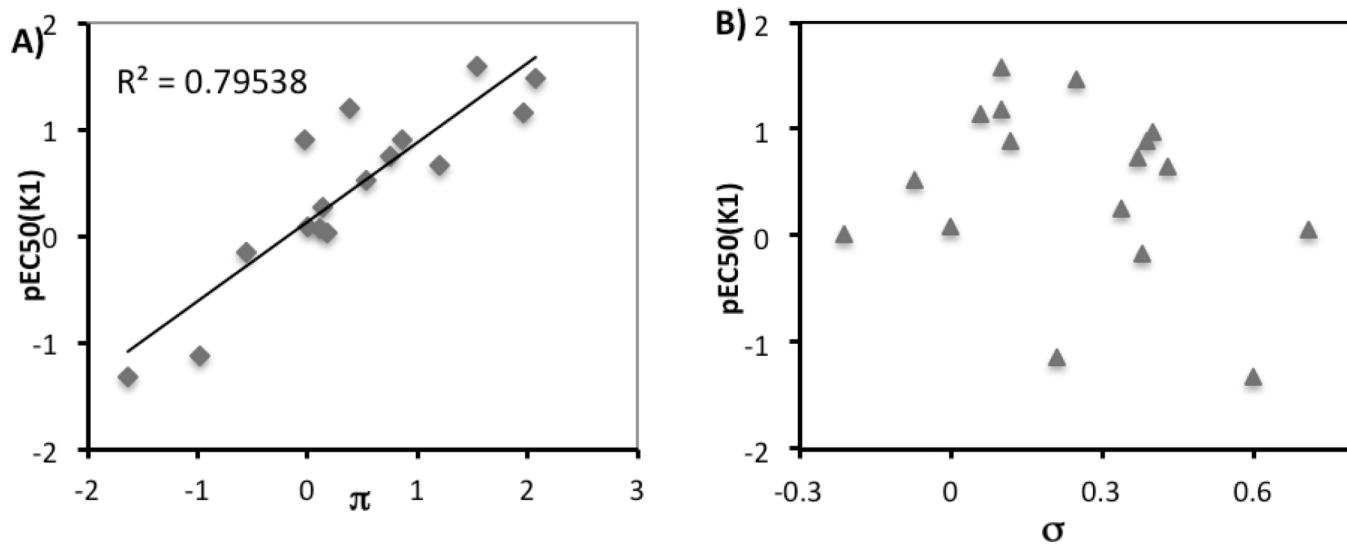 A)
R² = 0.79538
pEC50(K1)
2
1
0
-1
-2
-2 -1 0 1 2 3
π
B)
pEC50(K1)
2
1
0
-1
-2
-0.3 0 0.3 0.6
σ